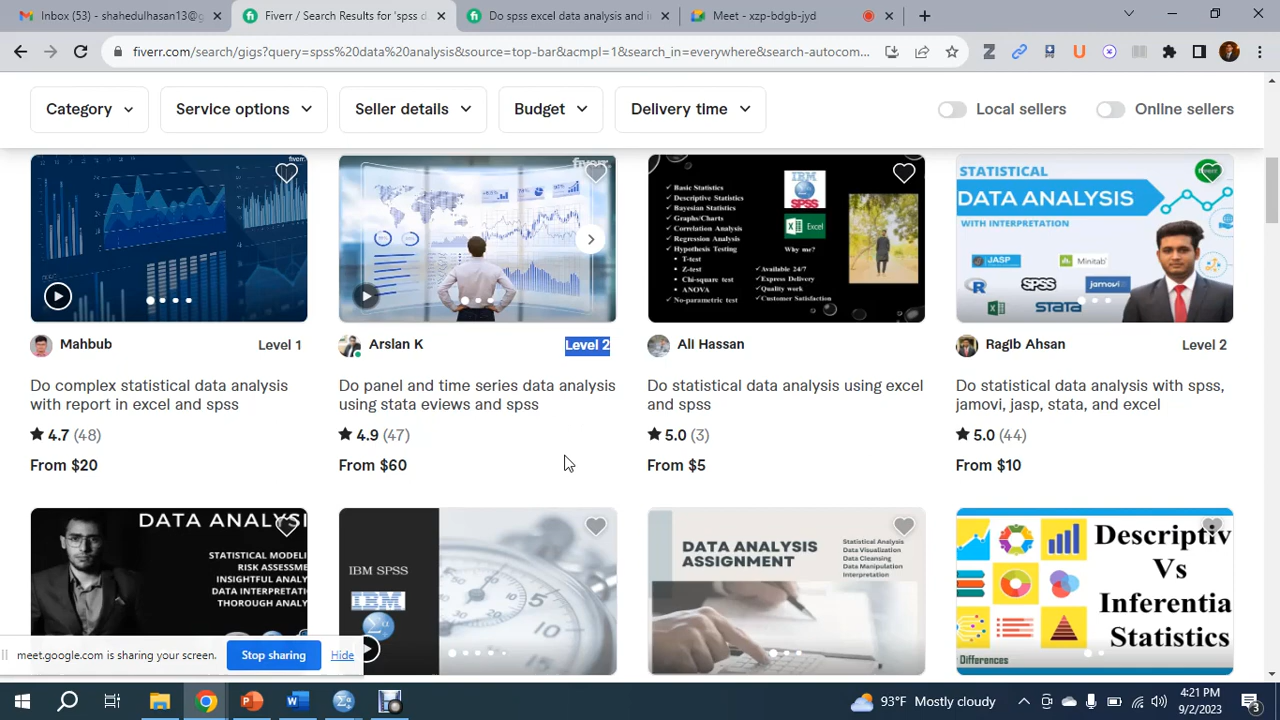 Inbox (53) - shahedulhasan13@g
Fiverr / Search Results for 'spss d
Do spss excel data analysis and i
Meet - xzp-bdgb-jyd
fiverr.com/search/gigs?query=spss%20data%20analysis&source=top-bar&acmpl=1&search_in=everywhere&search-autocom...
Category
Service options
Seller details
Budget
Delivery time
Local sellers
Online sellers
fiverr
fiverr
Basic Statistics
Descriptive Statistics
Bayesian Statistics
Graphs/Charts
Correlation Analysis
Regression Analysis
Hypothesis Testing
T-test
Z-test
Chi-square test
ANOVA
No-parametric test
IBM
SPSS
Excel
Why me?
Available 24/7
Express Delivery
Quality work
Customer Satisfaction
STATISTICAL
DATA ANALYSIS
WITH INTERPRETATION
JASP
Minitab
R
SPSS
jamovi
STATA
Mahbub
Level 1
Arslan K
Level 2
Ali Hassan
Ragib Ahsan
Level 2
Do complex statistical data analysis
with report in excel and spss
Do panel and time series data analysis
using stata eviews and spss
Do statistical data analysis using excel
and spss
Do statistical data analysis with spss,
jamovi, jasp, stata, and excel
4.7 (48)
4.9 (47)
5.0 (3)
5.0 (44)
From $20
From $60
From $5
From $10
DATA ANALYSI
STATISTICAL MODELI
RISK ASSESSME
INSIGHTFUL ANALY
DATA INTERPRETATI
THOROUGH ANALY
IBM SPSS
IBM
DATA ANALYSIS
ASSIGNMENT
Statistical Analysis
Data Visualization
Data Cleansing
Data Manipulation
Interpretation
Descriptiv
Vs
Inferentia
Statistics
Differences
meet.google.com is sharing your screen.
Stop sharing
Hide
93°F Mostly cloudy
4:21 PM
9/2/2023
3